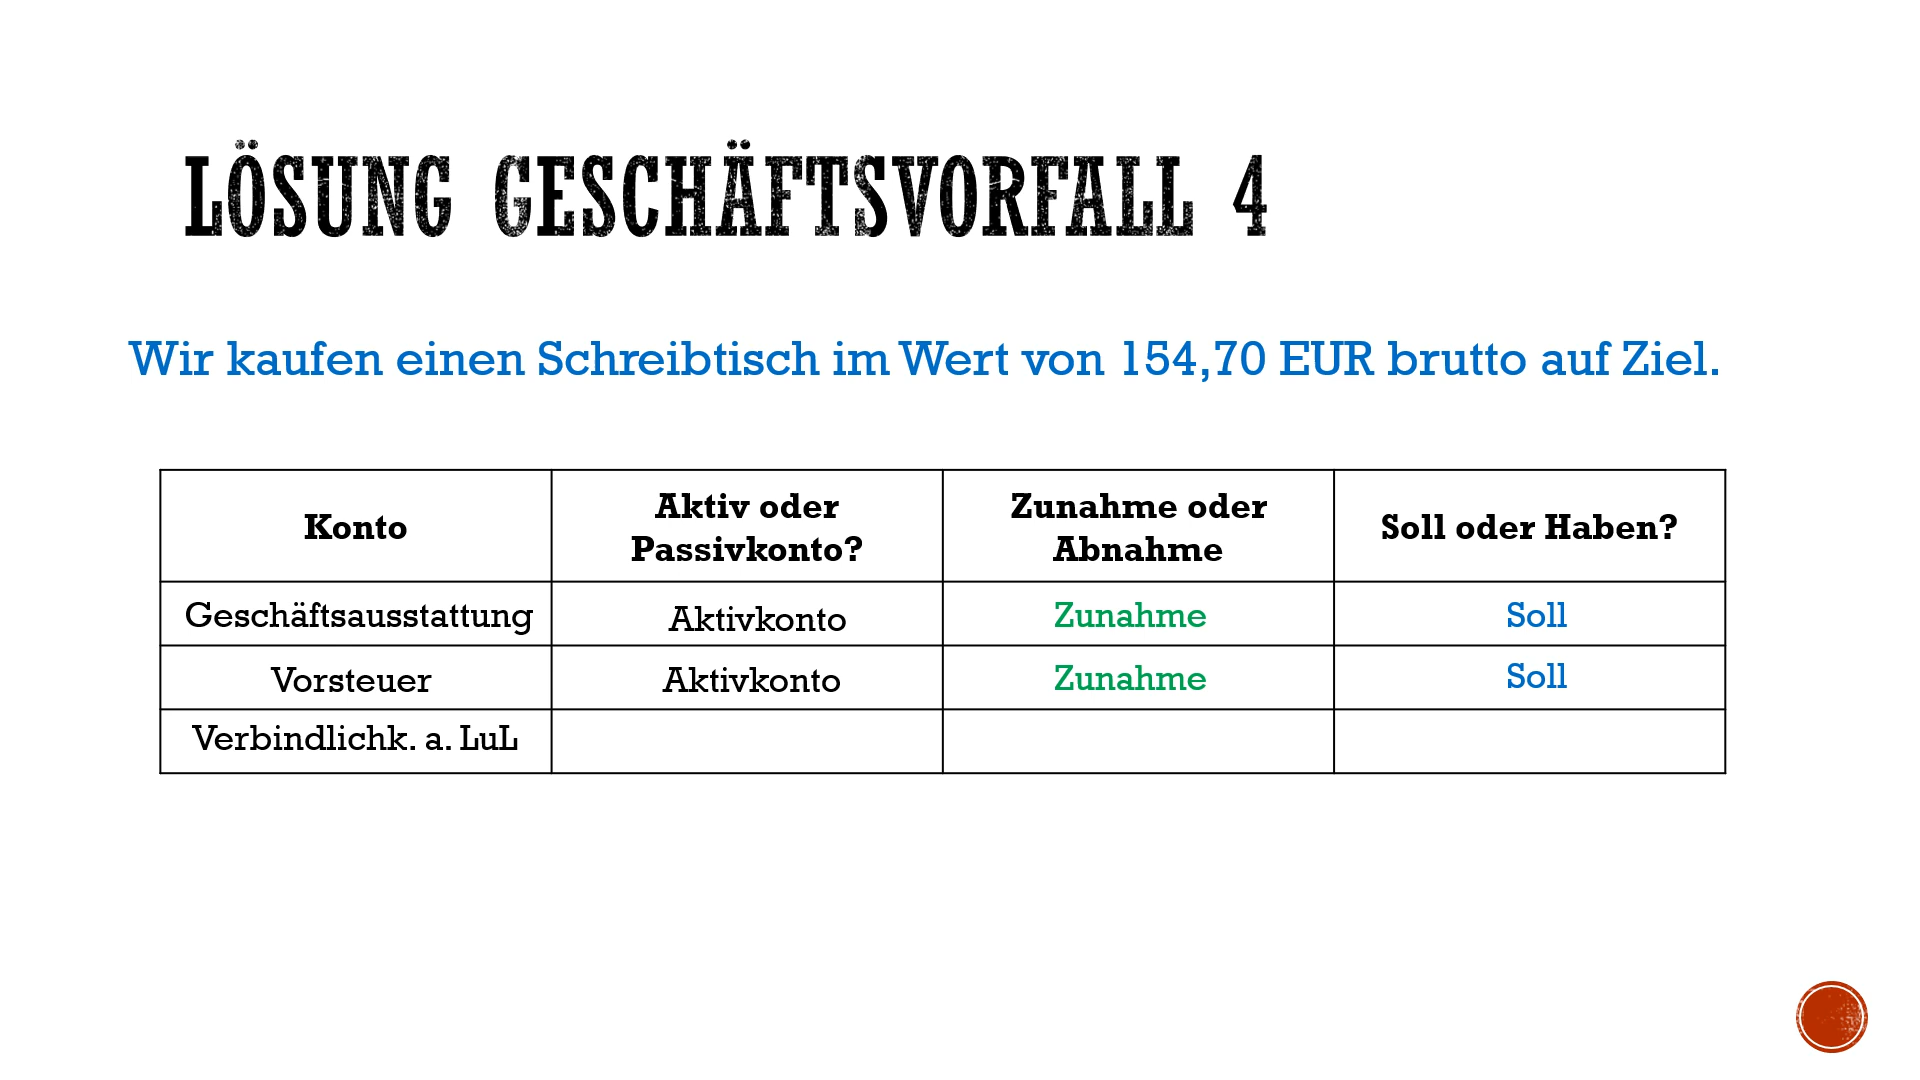 LÖSUNG GESCHÄFTSVORFALL 4
Wir kaufen einen Schreibtisch im Wert von 154,70 EUR brutto auf Ziel.
Konto
Aktiv oder
Passivkonto?
Zunahme oder
Abnahme
Soll oder Haben?
Geschäftsausstattung
Aktivkonto
Zunahme
Soll
Vorsteuer
Aktivkonto
Zunahme
Soll
Verbindlichk. a. LuL